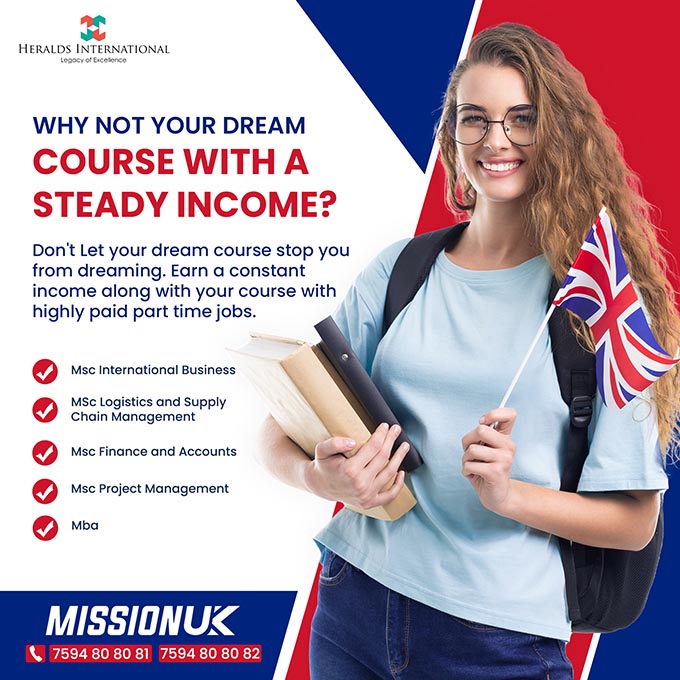 HERALDS INTERNATIONAL
Legacy of Excellence
WHY NOT YOUR DREAM
COURSE WITH A
STEADY INCOME?
Don't Let your dream course stop you
from dreaming. Earn a constant
income along with your course with
highly paid part time jobs.
Msc International Business
MSc Logistics and Supply
Chain Management
Msc Finance and Accounts
Msc Project Management
Mba
MISSIONUK
7594 80 80 81 7594 80 80 82